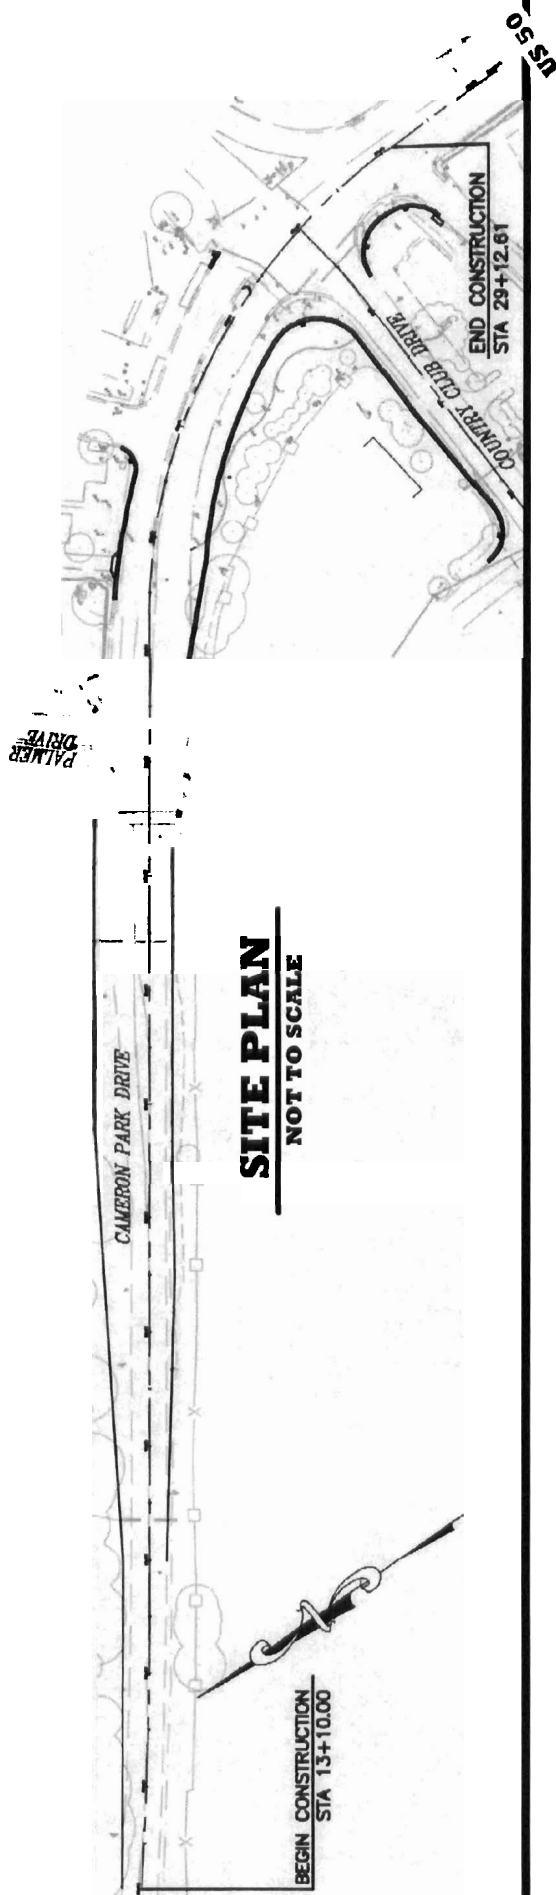 US 50
END CONSTRUCTION
STA 29+12.61
COUNTRY CLUB DRIVE
PALMER
DRIVE
CAMERON PARK DRIVE
SITE PLAN
NOT TO SCALE
N
BEGIN CONSTRUCTION
STA 13+10.00